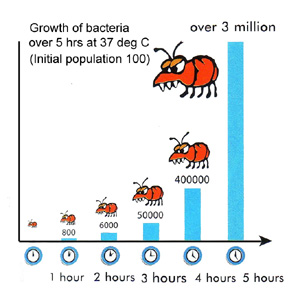 Growth of bacteria
over 5 hrs at 37 deg C
(Initial population 100)
over 3 million
400000
50000
6000
800
1 hour 2 hours 3 hours 4 hours 5 hours